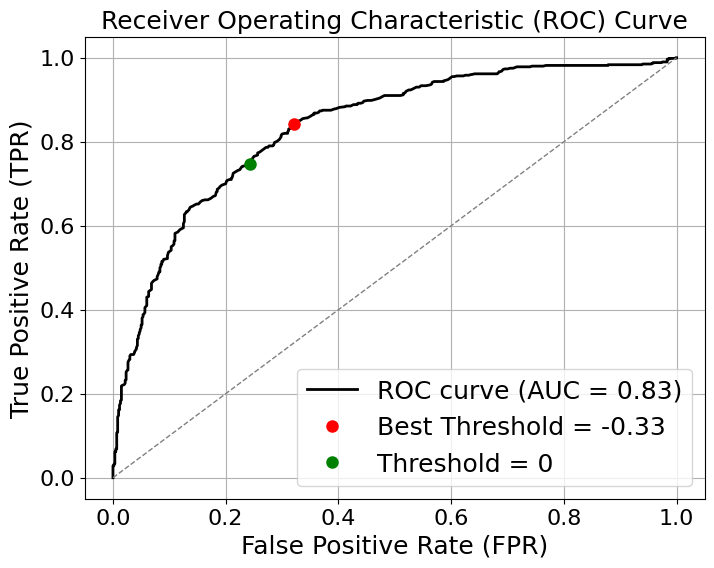 Receiver Operating Characteristic (ROC) Curve
True Positive Rate (TPR)
1.0
0.8
0.6
0.4
0.2
0.0
ROC curve (AUC = 0.83)
Best Threshold = -0.33
Threshold = 0
0.0 0.2 0.4 0.6 0.8 1.0
False Positive Rate (FPR)